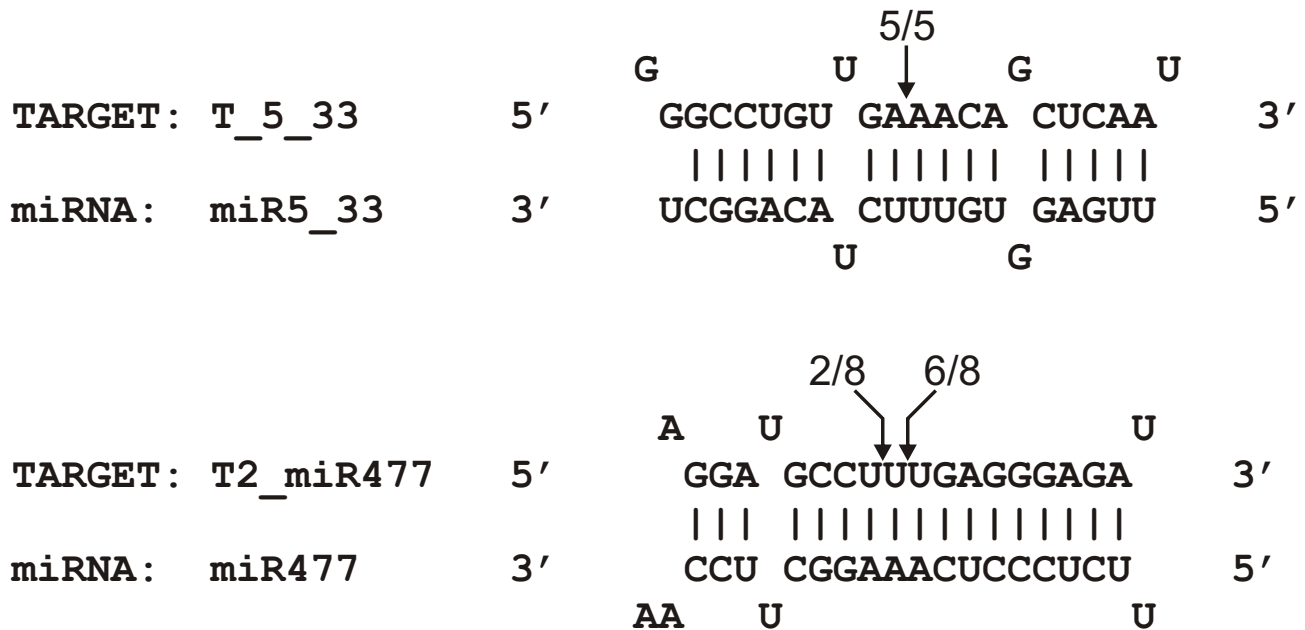 5/5
G U G U
TARGET: T_5_33 5′ GGCCUGU GAAACA CUCAA 3′
|||||| |||||| |||||
miRNA: miR5_33 3′ UCGGACA CUUUGU GAGUU 5′
U G
2/8 6/8
A U U
TARGET: T2_miR477 5′ GGA GCCUUUGAGGGAGA 3′
||| ||||||||||||||
miRNA: miR477 3′ CCU CGGAAACUCCCUCU 5′
AA U U